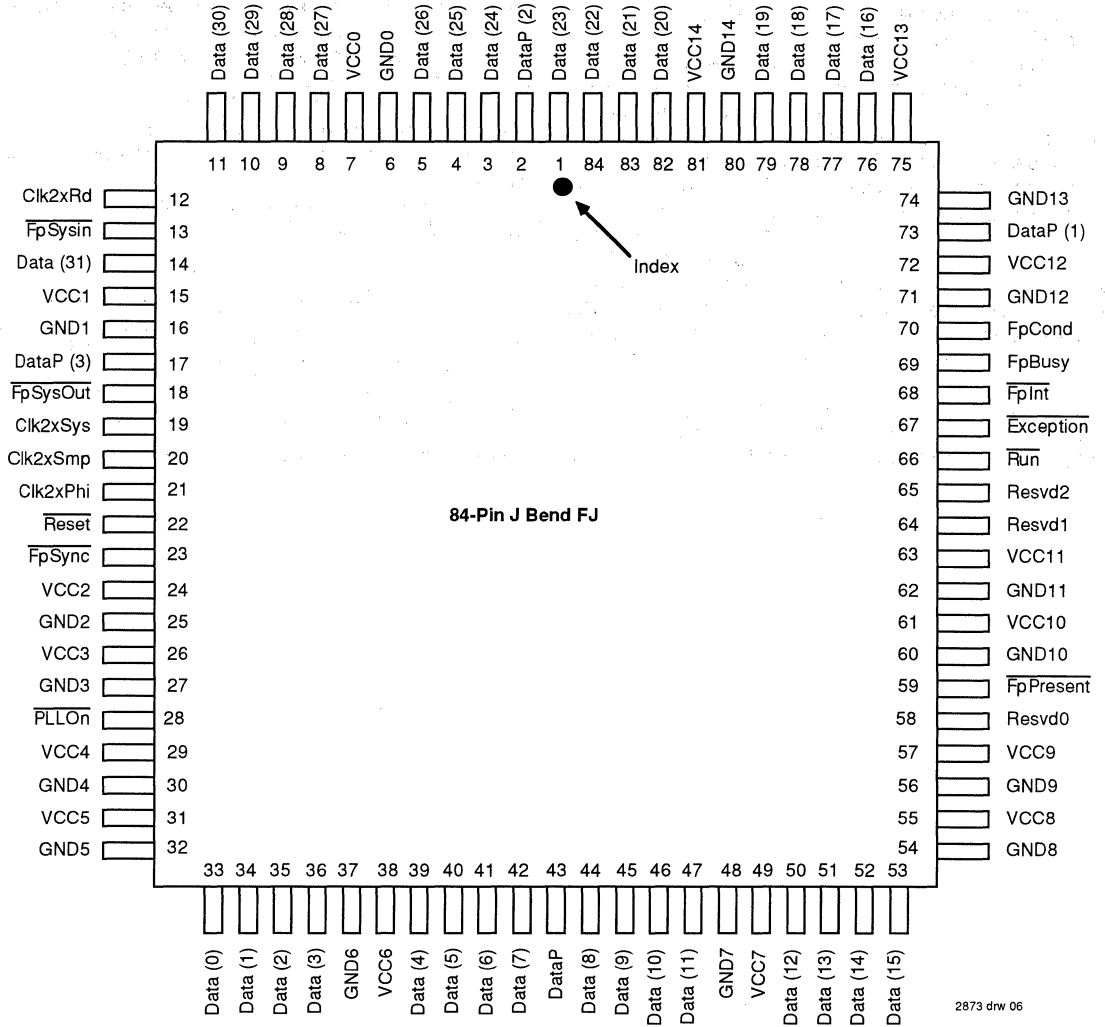 Data (30) Data (29) Data (28) Data (27) VCC0 GND0 Data (26) Data (25) Data (24) DataP (2) Data (23) Data (22) Data (21) Data (20) VCC14 GND14 Data (19) Data (18) Data (17) Data (16) VCC13
11 10 9 8 7 6 5 4 3 2 1 84 83 82 81 80 79 78 77 76 75
Clk2xRd 12 74 GND13
FpSysin 13 73 DataP (1)
Data (31) 14 72 VCC12
VCC1 15 71 GND12
GND1 16 70 FpCond
DataP (3) 17 69 FpBusy
FpSysOut 18 68 FpInt
Clk2xSys 19 67 Exception
Clk2xSmp 20 66 Run
Clk2xPhi 21 65 Resvd2
Reset 22 64 Resvd1
FpSync 23 63 VCC11
VCC2 24 62 GND11
GND2 25 61 VCC10
VCC3 26 60 GND10
GND3 27 59 FpPresent
PLLOn 28 58 Resvd0
VCC4 29 57 VCC9
GND4 30 56 GND9
VCC5 31 55 VCC8
GND5 32 54 GND8
Index
84-Pin J Bend FJ
33 34 35 36 37 38 39 40 41 42 43 44 45 46 47 48 49 50 51 52 53
Data (0) Data (1) Data (2) Data (3) GND6 VCC6 Data (4) Data (5) Data (6) Data (7) DataP Data (8) Data (9) Data (10) Data (11) GND7 VCC7 Data (12) Data (13) Data (14) Data (15)
2873 drw 06